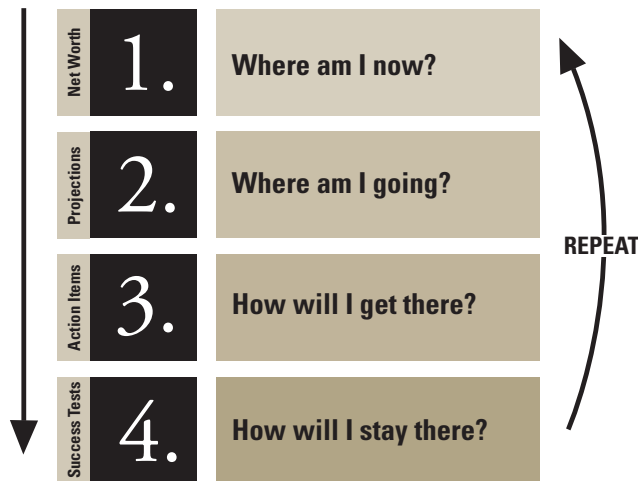 Net Worth
1.
Where am I now?
Projections
2.
Where am I going?
REPEAT
Action Items
3.
How will I get there?
Success Tests
4.
How will I stay there?